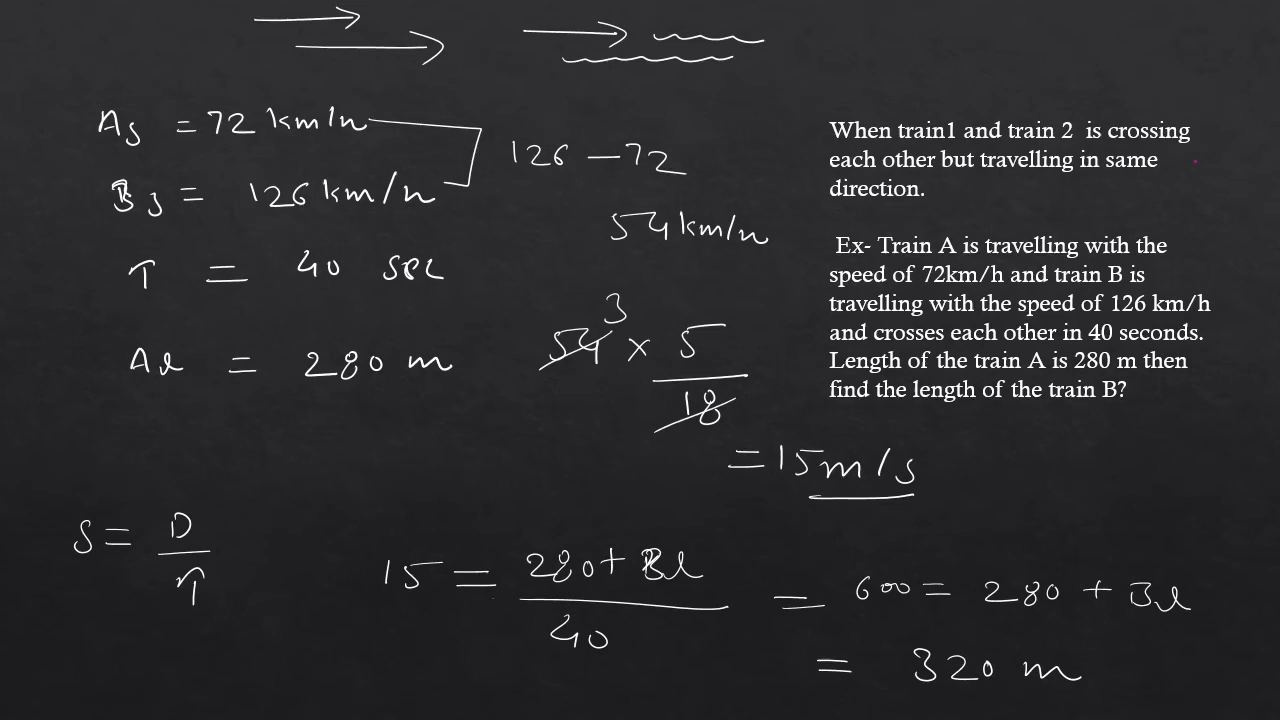 As = 72 km/h
Bs = 126 km/h
126 - 72
54 km/h
T = 40 sec
Al = 280 m
54 3 × 5
18
= 15 m/s
When train1 and train 2 is crossing
each other but travelling in same
direction.
Ex- Train A is travelling with the
speed of 72km/h and train B is
travelling with the speed of 126 km/h
and crosses each other in 40 seconds.
Length of the train A is 280 m then
find the length of the train B?
S = D
T
15 = 280 + Bl
40
= 600 = 280 + Bl
= 320 m